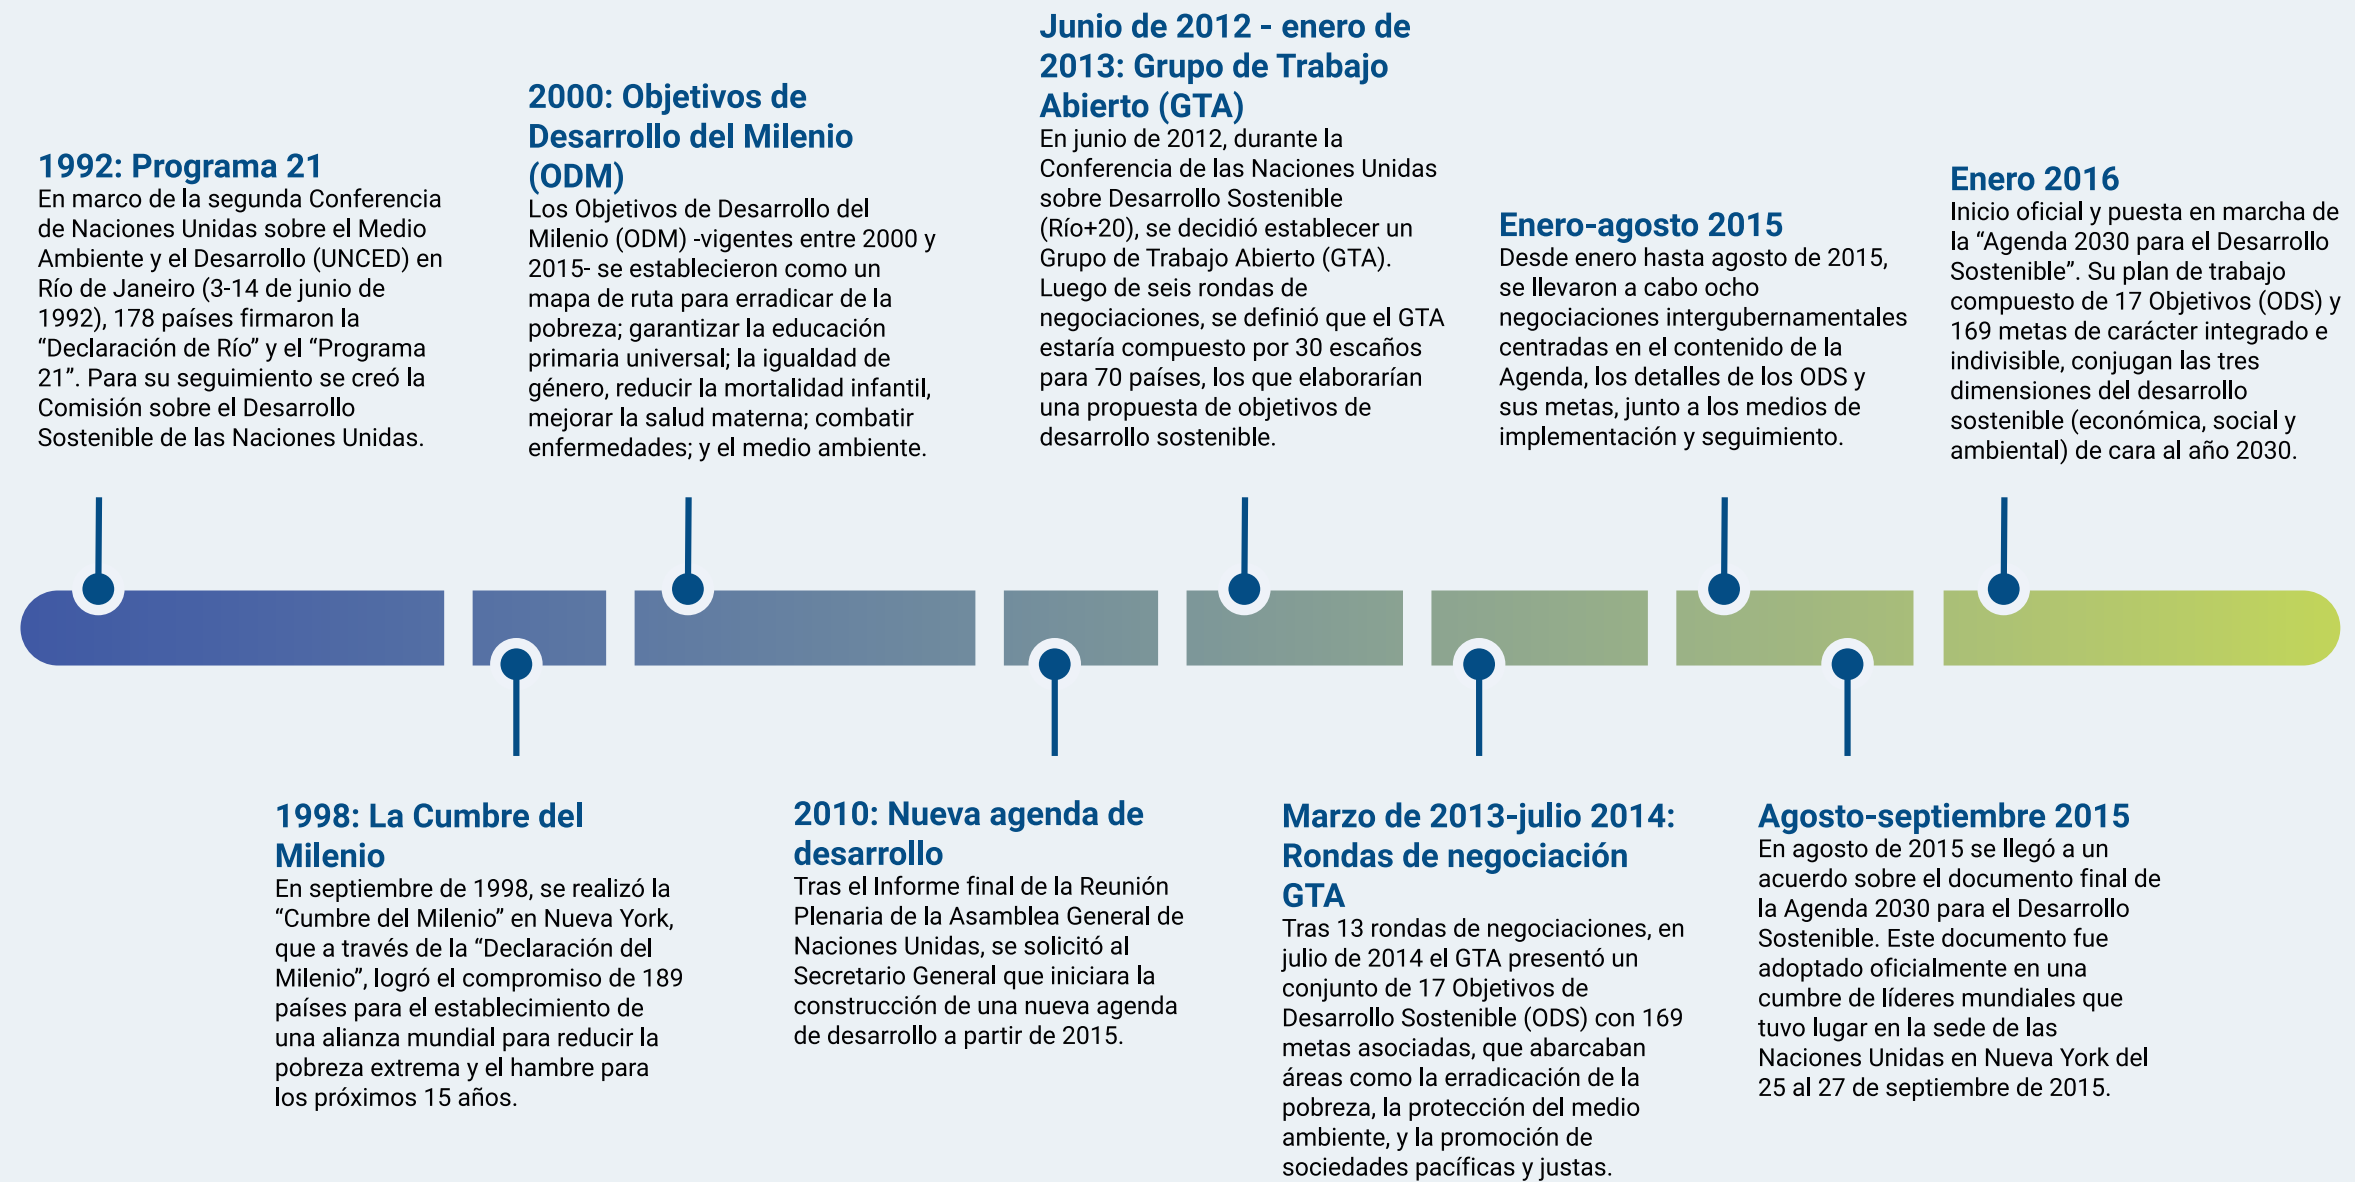 1992: Programa 21
En marco de la segunda Conferencia
de Naciones Unidas sobre el Medio
Ambiente y el Desarrollo (UNCED) en
Río de Janeiro (3-14 de junio de
1992), 178 países firmaron la
“Declaración de Río” y el “Programa
21”. Para su seguimiento se creó la
Comisión sobre el Desarrollo
Sostenible de las Naciones Unidas.
1998: La Cumbre del
Milenio
En septiembre de 1998, se realizó la
“Cumbre del Milenio” en Nueva York,
que a través de la “Declaración del
Milenio”, logró el compromiso de 189
países para el establecimiento de
una alianza mundial para reducir la
pobreza extrema y el hambre para
los próximos 15 años.
2000: Objetivos de
Desarrollo del Milenio
(ODM)
Los Objetivos de Desarrollo del
Milenio (ODM) -vigentes entre 2000 y
2015- se establecieron como un
mapa de ruta para erradicar de la
pobreza; garantizar la educación
primaria universal; la igualdad de
género, reducir la mortalidad infantil,
mejorar la salud materna; combatir
enfermedades; y el medio ambiente.
2010: Nueva agenda de
desarrollo
Tras el Informe final de la Reunión
Plenaria de la Asamblea General de
Naciones Unidas, se solicitó al
Secretario General que iniciara la
construcción de una nueva agenda
de desarrollo a partir de 2015.
Junio de 2012 - enero de
2013: Grupo de Trabajo
Abierto (GTA)
En junio de 2012, durante la
Conferencia de las Naciones Unidas
sobre Desarrollo Sostenible
(Río+20), se decidió establecer un
Grupo de Trabajo Abierto (GTA).
Luego de seis rondas de
negociaciones, se definió que el GTA
estaría compuesto por 30 escaños
para 70 países, los que elaborarían
una propuesta de objetivos de
desarrollo sostenible.
Marzo de 2013-julio 2014:
Rondas de negociación
GTA
Tras 13 rondas de negociaciones, en
julio de 2014 el GTA presentó un
conjunto de 17 Objetivos de
Desarrollo Sostenible (ODS) con 169
metas asociadas, que abarcaban
áreas como la erradicación de la
pobreza, la protección del medio
ambiente, y la promoción de
sociedades pacíficas y justas.
Enero-agosto 2015
Desde enero hasta agosto de 2015,
se llevaron a cabo ocho
negociaciones intergubernamentales
centradas en el contenido de la
Agenda, los detalles de los ODS y
sus metas, junto a los medios de
implementación y seguimiento.
Agosto-septiembre 2015
En agosto de 2015 se llegó a un
acuerdo sobre el documento final de
la Agenda 2030 para el Desarrollo
Sostenible. Este documento fue
adoptado oficialmente en una
cumbre de líderes mundiales que
tuvo lugar en la sede de las
Naciones Unidas en Nueva York del
25 al 27 de septiembre de 2015.
Enero 2016
Inicio oficial y puesta en marcha de
la “Agenda 2030 para el Desarrollo
Sostenible”. Su plan de trabajo
compuesto de 17 Objetivos (ODS) y
169 metas de carácter integrado e
indivisible, conjugan las tres
dimensiones del desarrollo
sostenible (económica, social y
ambiental) de cara al año 2030.